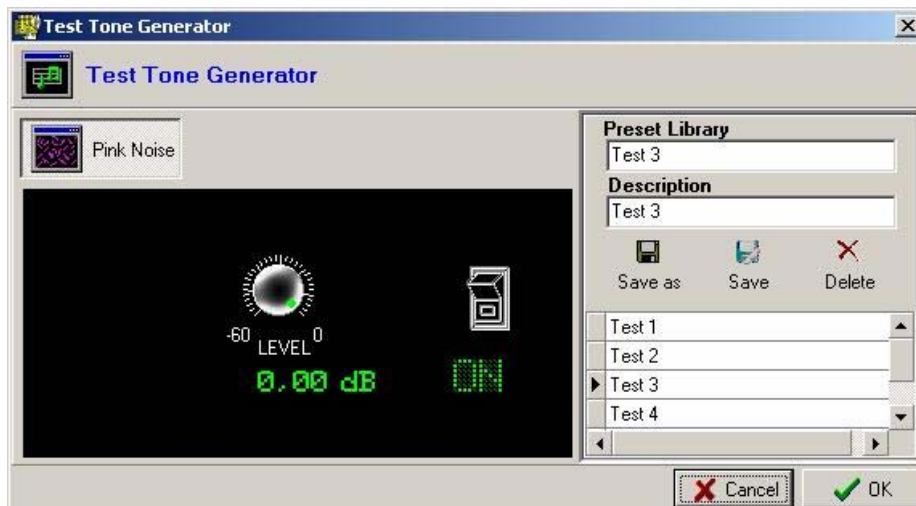 Test Tone Generator
Test Tone Generator
Pink Noise
-60 0
LEVEL
0.00 dB
ON
Preset Library
Test 3
Description
Test 3
Save as Save Delete
Test 1
Test 2
Test 3
Test 4
Cancel OK